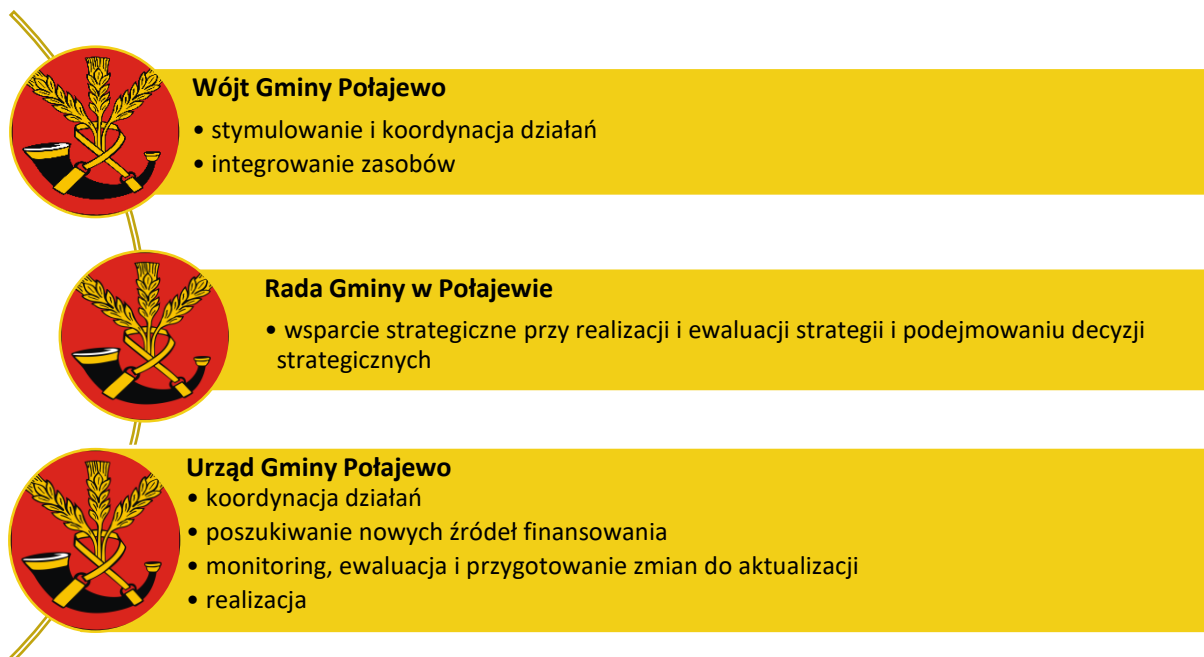 Wójt Gminy Połajewo
• stymulowanie i koordynacja działań
• integrowanie zasobów
Rada Gminy w Połajewie
• wsparcie strategiczne przy realizacji i ewaluacji strategii i podejmowaniu decyzji
strategicznych
Urząd Gminy Połajewo
• koordynacja działań
• poszukiwanie nowych źródeł finansowania
• monitoring, ewaluacja i przygotowanie zmian do aktualizacji
• realizacja